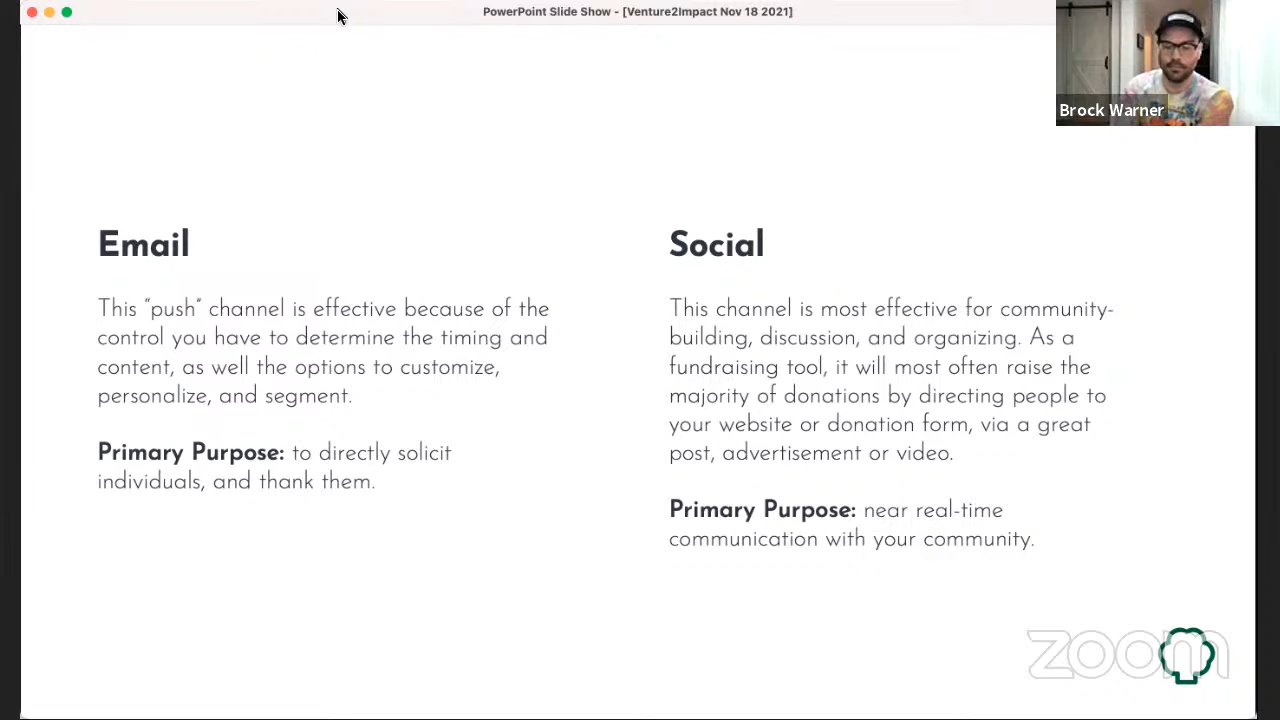 PowerPoint Slide Show - [Venture2Impact Nov 18 2021]
Brock Warner
Email
This “push” channel is effective because of the
control you have to determine the timing and
content, as well the options to customize,
personalize, and segment.
Primary Purpose: to directly solicit
individuals, and thank them.
Social
This channel is most effective for community-
building, discussion, and organizing. As a
fundraising tool, it will most often raise the
majority of donations by directing people to
your website or donation form, via a great
post, advertisement or video.
Primary Purpose: near real-time
communication with your community.
zoom